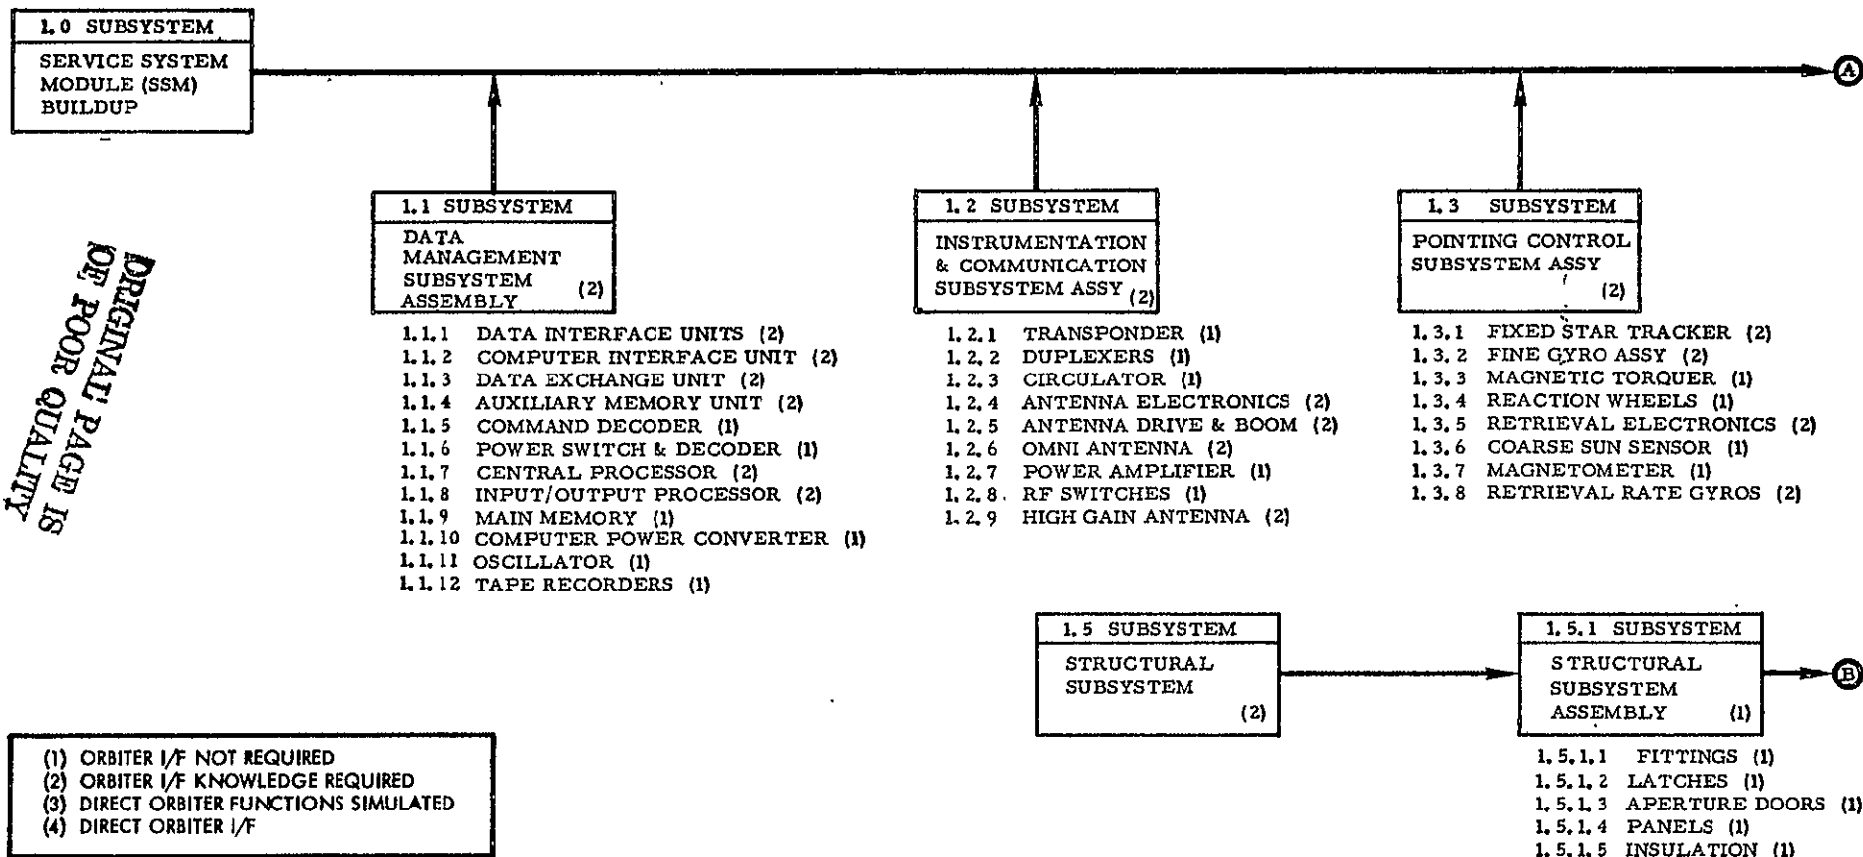 1.0 SUBSYSTEM
SERVICE SYSTEM
MODULE (SSM)
BUILDUP
A
ORIGINAL PAGE IS
OF POOR QUALITY
1.1 SUBSYSTEM
DATA
MANAGEMENT
SUBSYSTEM
ASSEMBLY (2)
1.1.1 DATA INTERFACE UNITS (2)
1.1.2 COMPUTER INTERFACE UNIT (2)
1.1.3 DATA EXCHANGE UNIT (2)
1.1.4 AUXILIARY MEMORY UNIT (2)
1.1.5 COMMAND DECODER (1)
1.1.6 POWER SWITCH & DECODER (1)
1.1.7 CENTRAL PROCESSOR (2)
1.1.8 INPUT/OUTPUT PROCESSOR (2)
1.1.9 MAIN MEMORY (1)
1.1.10 COMPUTER POWER CONVERTER (1)
1.1.11 OSCILLATOR (1)
1.1.12 TAPE RECORDERS (1)
1.2 SUBSYSTEM
INSTRUMENTATION
& COMMUNICATION
SUBSYSTEM ASSY (2)
1.2.1 TRANSPONDER (1)
1.2.2 DUPLEXERS (1)
1.2.3 CIRCULATOR (1)
1.2.4 ANTENNA ELECTRONICS (2)
1.2.5 ANTENNA DRIVE & BOOM (2)
1.2.6 OMNI ANTENNA (2)
1.2.7 POWER AMPLIFIER (1)
1.2.8. RF SWITCHES (1)
1.2.9 HIGH GAIN ANTENNA (2)
1.3 SUBSYSTEM
POINTING CONTROL
SUBSYSTEM ASSY
(2)
1.3.1 FIXED STAR TRACKER (2)
1.3.2 FINE GYRO ASSY (2)
1.3.3 MAGNETIC TORQUER (1)
1.3.4 REACTION WHEELS (1)
1.3.5 RETRIEVAL ELECTRONICS (2)
1.3.6 COARSE SUN SENSOR (1)
1.3.7 MAGNETOMETER (1)
1.3.8 RETRIEVAL RATE GYROS (2)
1.5 SUBSYSTEM
STRUCTURAL
SUBSYSTEM
(2)
1.5.1 SUBSYSTEM
STRUCTURAL
SUBSYSTEM
ASSEMBLY (1)
B
1.5.1.1 FITTINGS (1)
1.5.1.2 LATCHES (1)
1.5.1.3 APERTURE DOORS (1)
1.5.1.4 PANELS (1)
1.5.1.5 INSULATION (1)
(1) ORBITER I/F NOT REQUIRED
(2) ORBITER I/F KNOWLEDGE REQUIRED
(3) DIRECT ORBITER FUNCTIONS SIMULATED
(4) DIRECT ORBITER I/F